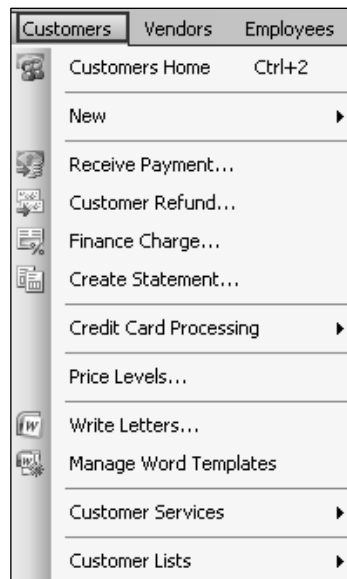 Customers Vendors Employees
Customers Home Ctrl+2
New
Receive Payment...
Customer Refund...
Finance Charge...
Create Statement...
Credit Card Processing
Price Levels...
Write Letters...
Manage Word Templates
Customer Services
Customer Lists